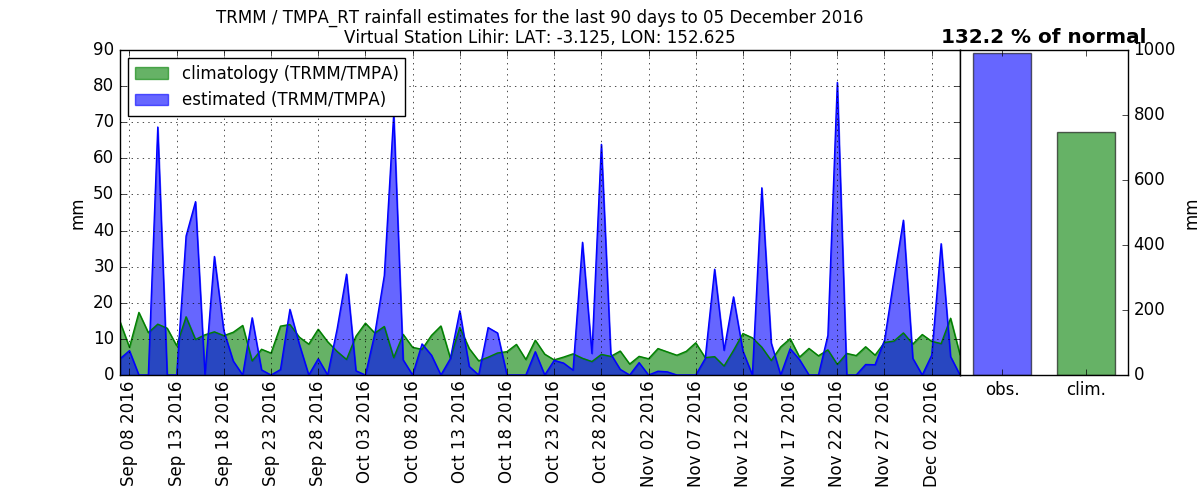 TRMM / TMPA_RT rainfall estimates for the last 90 days to 05 December 2016
Virtual Station Lihir: LAT: -3.125, LON: 152.625
132.2 % of normal
climatology (TRMM/TMPA)
estimated (TRMM/TMPA)
90
80
70
60
50
40
30
20
10
0
mm
1000
800
600
400
200
0
mm
Sep 08 2016
Sep 13 2016
Sep 18 2016
Sep 23 2016
Sep 28 2016
Oct 03 2016
Oct 08 2016
Oct 13 2016
Oct 18 2016
Oct 23 2016
Oct 28 2016
Nov 02 2016
Nov 07 2016
Nov 12 2016
Nov 17 2016
Nov 22 2016
Nov 27 2016
Dec 02 2016
obs.
clim.